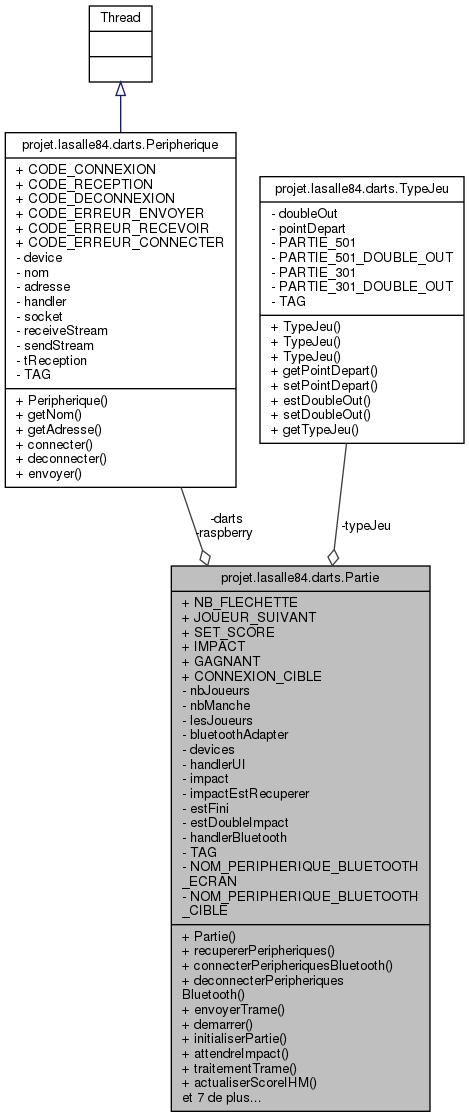 Thread
projet.lasalle84.darts.Peripherique
+ CODE_CONNEXION
+ CODE_RECEPTION
+ CODE_DECONNEXION
+ CODE_ERREUR_ENVOYER
+ CODE_ERREUR_RECEVOIR
+ CODE_ERREUR_CONNECTER
- device
- nom
- adresse
- handler
- socket
- receiveStream
- sendStream
- tReception
- TAG
+ Peripherique()
+ getNom()
+ getAdresse()
+ connecter()
+ deconnecter()
+ envoyer()
projet.lasalle84.darts.TypeJeu
- doubleOut
- pointDepart
- PARTIE_501
- PARTIE_501_DOUBLE_OUT
- PARTIE_301
- PARTIE_301_DOUBLE_OUT
- TAG
+ TypeJeu()
+ TypeJeu()
+ TypeJeu()
+ getPointDepart()
+ setPointDepart()
+ estDoubleOut()
+ setDoubleOut()
+ getTypeJeu()
-darts
-raspberry
-typeJeu
projet.lasalle84.darts.Partie
+ NB_FLECHETTE
+ JOUEUR_SUIVANT
+ SET_SCORE
+ IMPACT
+ GAGNANT
+ CONNEXION_CIBLE
- nbJoueurs
- nbManche
- lesJoueurs
- bluetoothAdapter
- devices
- handlerUI
- impact
- impactEstRecuperer
- estFini
- estDoubleImpact
- handlerBluetooth
- TAG
- NOM_PERIPHERIQUE_BLUETOOTH
_ECRAN
- NOM_PERIPHERIQUE_BLUETOOTH
_CIBLE
+ Partie()
+ recupererPeripheriques()
+ connecterPeripheriquesBluetooth()
+ deconnecterPeripheriques
Bluetooth()
+ envoyerTrame()
+ demarrer()
+ initialiserPartie()
+ attendreImpact()
+ traitementTrame()
+ actualiserScoreIHM()
et 7 de plus...